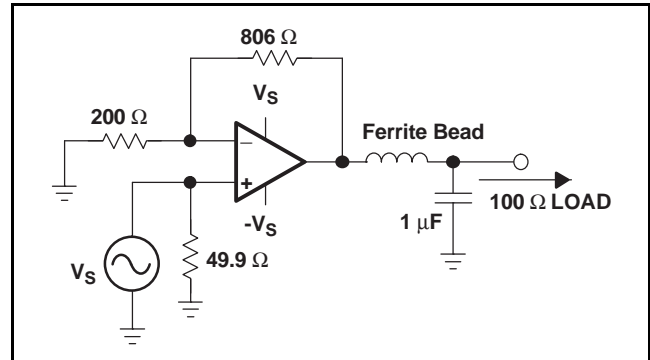 806 Ω
V_S
200 Ω
Ferrite Bead
−
+
-V_S
100 Ω LOAD
1 μF
49.9 Ω
V_S